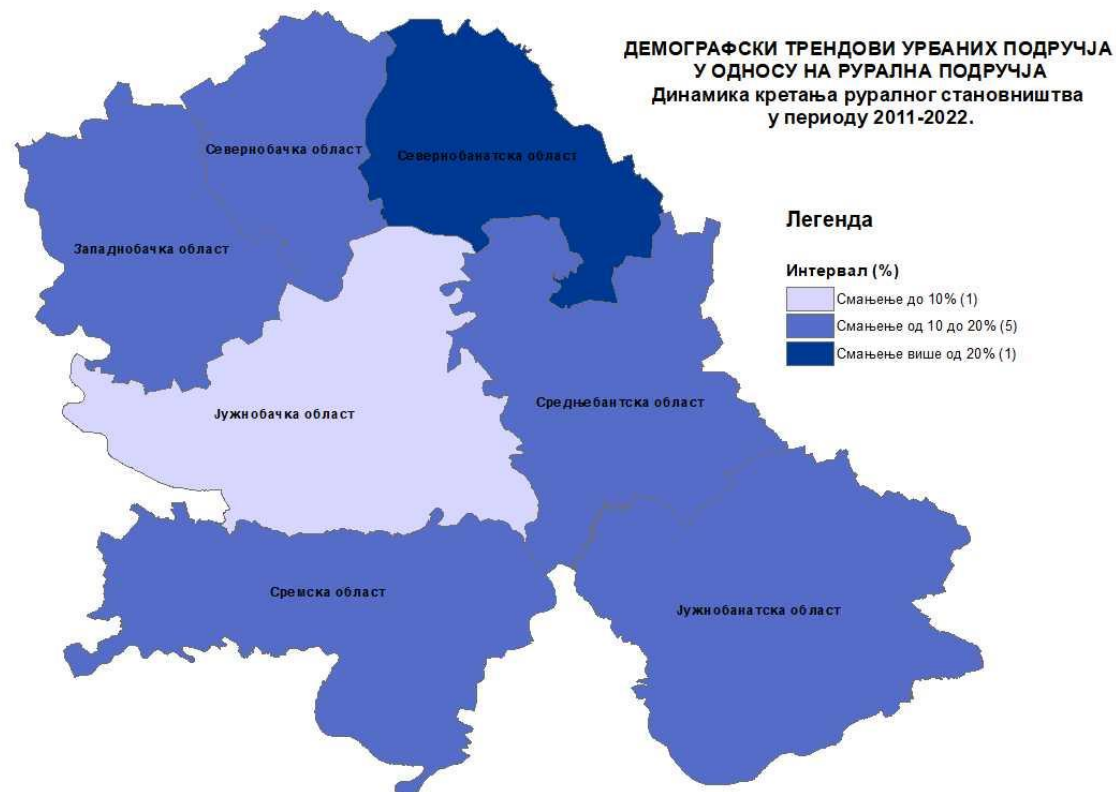 ДЕМОГРАФСКИ ТРЕНДОВИ УРБАНИХ ПОДРУЧЈА
У ОДНОСУ НА РУРАЛНА ПОДРУЧЈА
Динамика кретања руралног становништва
у периоду 2011-2022.
Севернобачка област
Севернобанатска област
Западнобачка област
Легенда
Интервал (%)
Смањење до 10% (1)
Смањење од 10 до 20% (5)
Смањење више од 20% (1)
Јужнобачка област
Средњебантска област
Сремска област
Јужнобанатска област